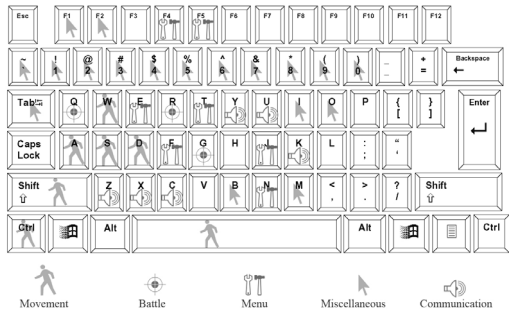 Esc F1 F2 F3 F4 F5 F6 F7 F8 F9 F10 F11 F12
~ ! @ # $ % ^ & * ( ) _ + Backspace
1 2 3 4 5 6 7 8 9 0 - = ←
Tab Q W E R T Y U I O P { } Enter
[ ]
Caps A S D F G H J K L : “
Lock ; ‘
Shift Z X C V B N M < > ? Shift
⇧ , . / ⇧
Ctrl Alt Alt Ctrl
Movement Battle Menu Miscellaneous Communication